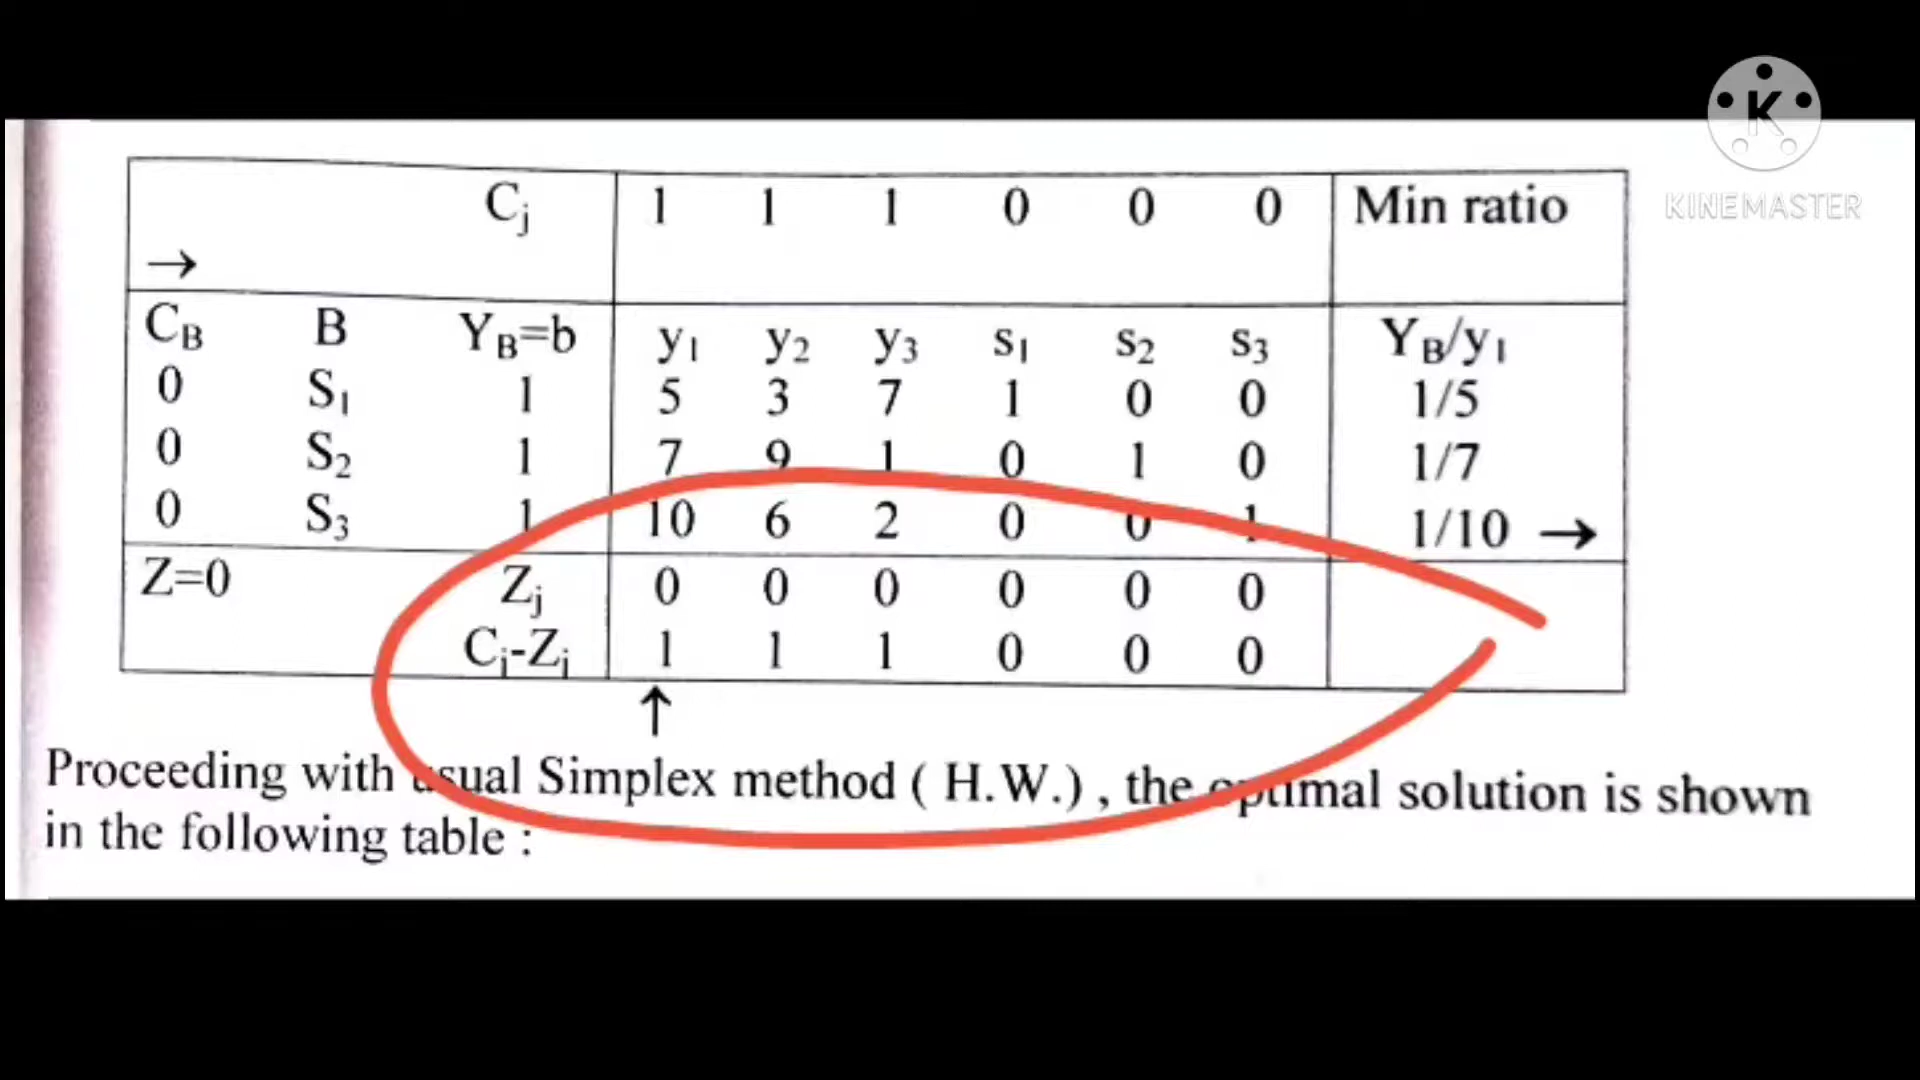 K
KINEMASTER
Cj 1 1 1 0 0 0 Min ratio
→
CB B YB=b y1 y2 y3 s1 s2 s3 YB/y1
0 S1 1 5 3 7 1 0 0 1/5
0 S2 1 7 9 1 0 1 0 1/7
0 S3 1 10 6 2 0 0 1 1/10 →
Z=0 Zj 0 0 0 0 0 0
Cj-Zj 1 1 1 0 0 0
↑
Proceeding with usual Simplex method ( H.W.) , the optimal solution is shown
in the following table :